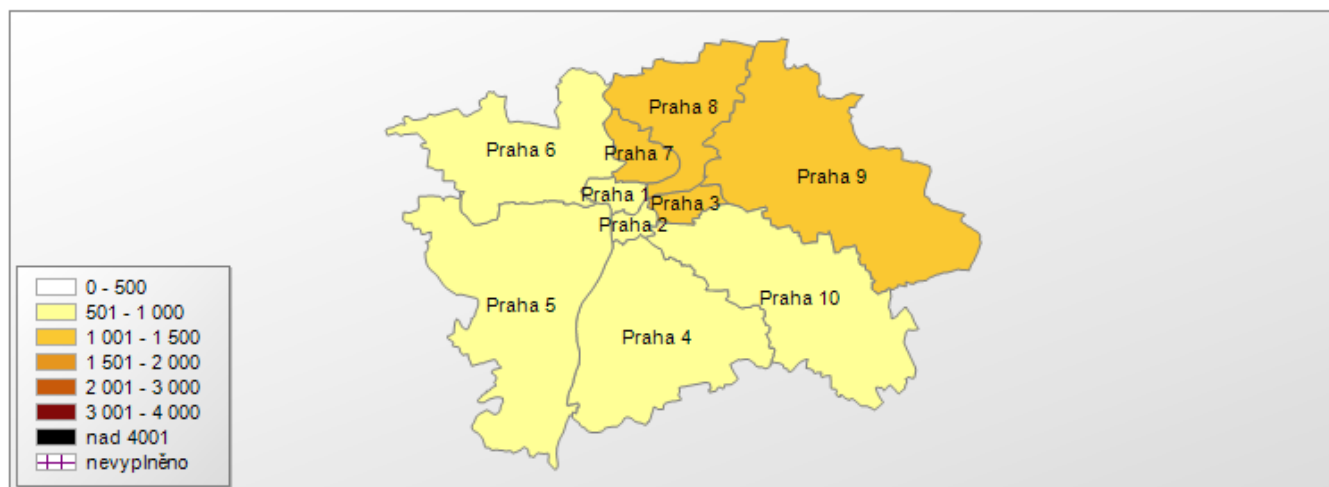 Praha 8
Praha 6
Praha 7
Praha 9
Praha 1
Praha 3
Praha 2
Praha 5
Praha 10
Praha 4
0 - 500
501 - 1 000
1 001 - 1 500
1 501 - 2 000
2 001 - 3 000
3 001 - 4 000
nad 4001
nevyplněno